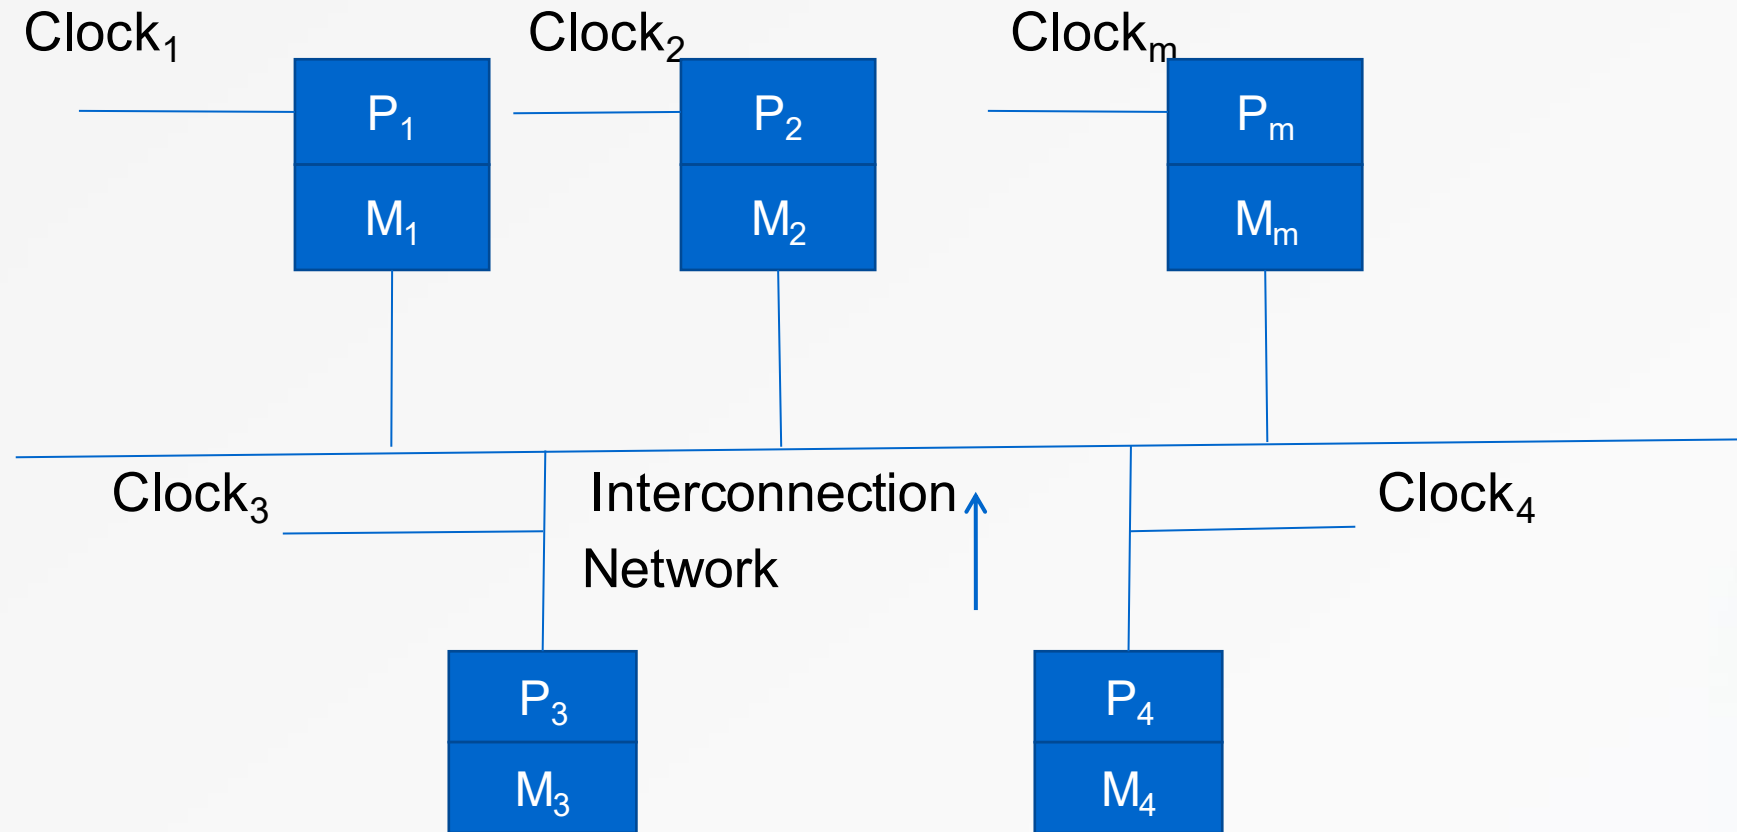 Clock₁
Clock₂
Clockₘ
P₁
P₂
Pₘ
M₁
M₂
Mₘ
Clock₃
Interconnection
Network
Clock₄
P₃
P₄
M₃
M₄